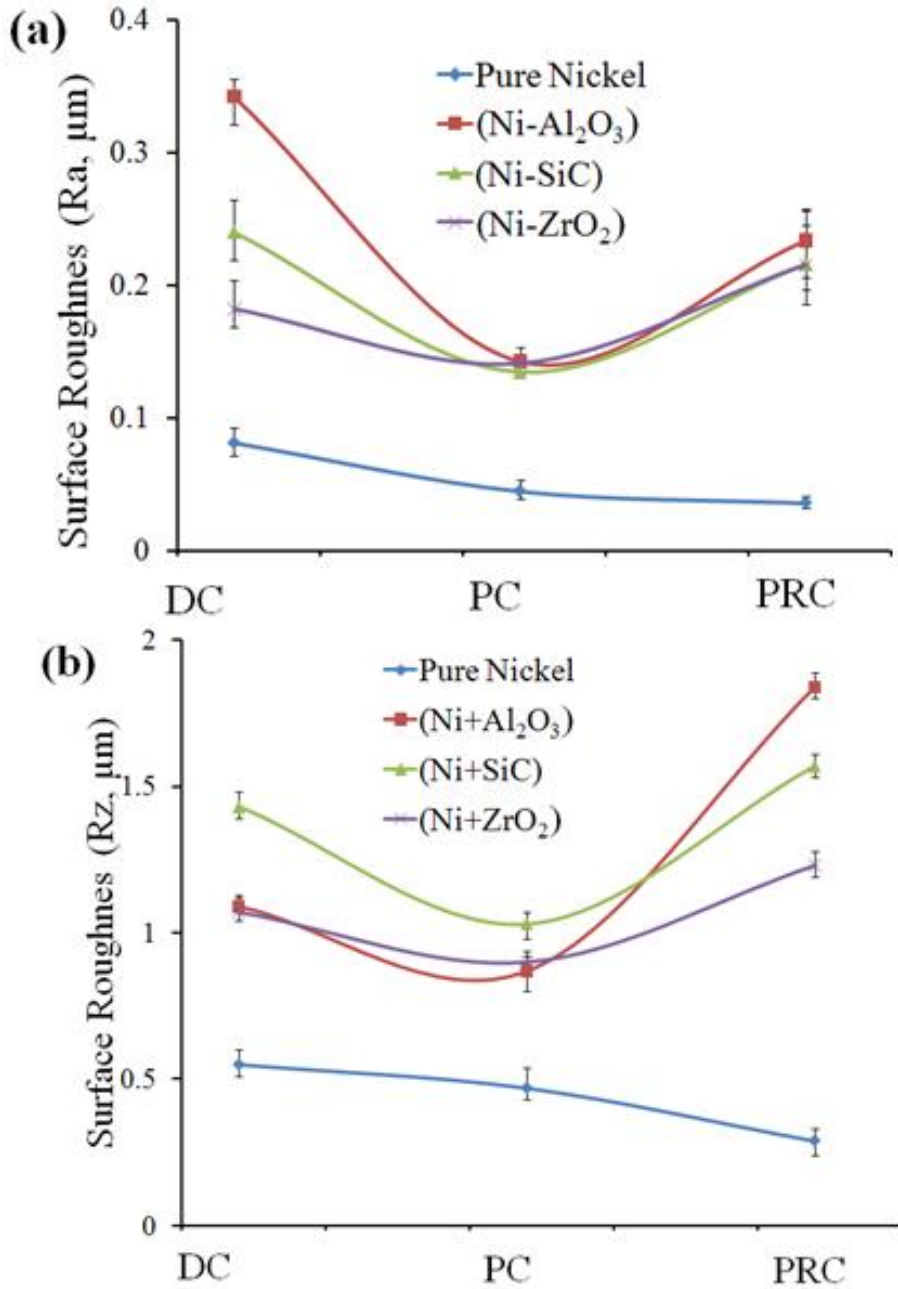 (a)
0.4
0.3
0.2
0.1
0
Surface Roughnes (Ra, µm)
Pure Nickel
(Ni-Al₂O₃)
(Ni-SiC)
(Ni-ZrO₂)
DC PC PRC
(b)
2
1.5
1
0.5
0
Surface Roughnes (Rz, µm)
Pure Nickel
(Ni+Al₂O₃)
(Ni+SiC)
(Ni+ZrO₂)
DC PC PRC